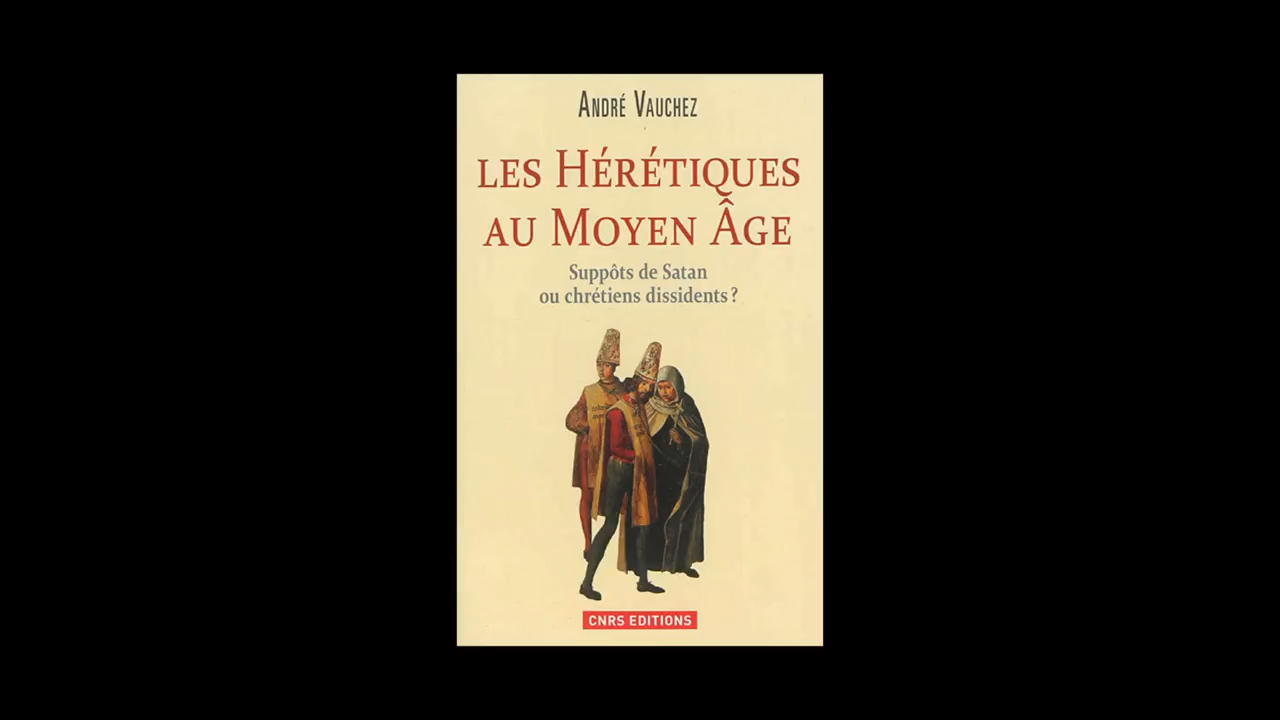 ANDRÉ VAUCHEZ
LES HÉRÉTIQUES
AU MOYEN ÂGE
Suppôts de Satan
ou chrétiens dissidents ?
CNRS EDITIONS